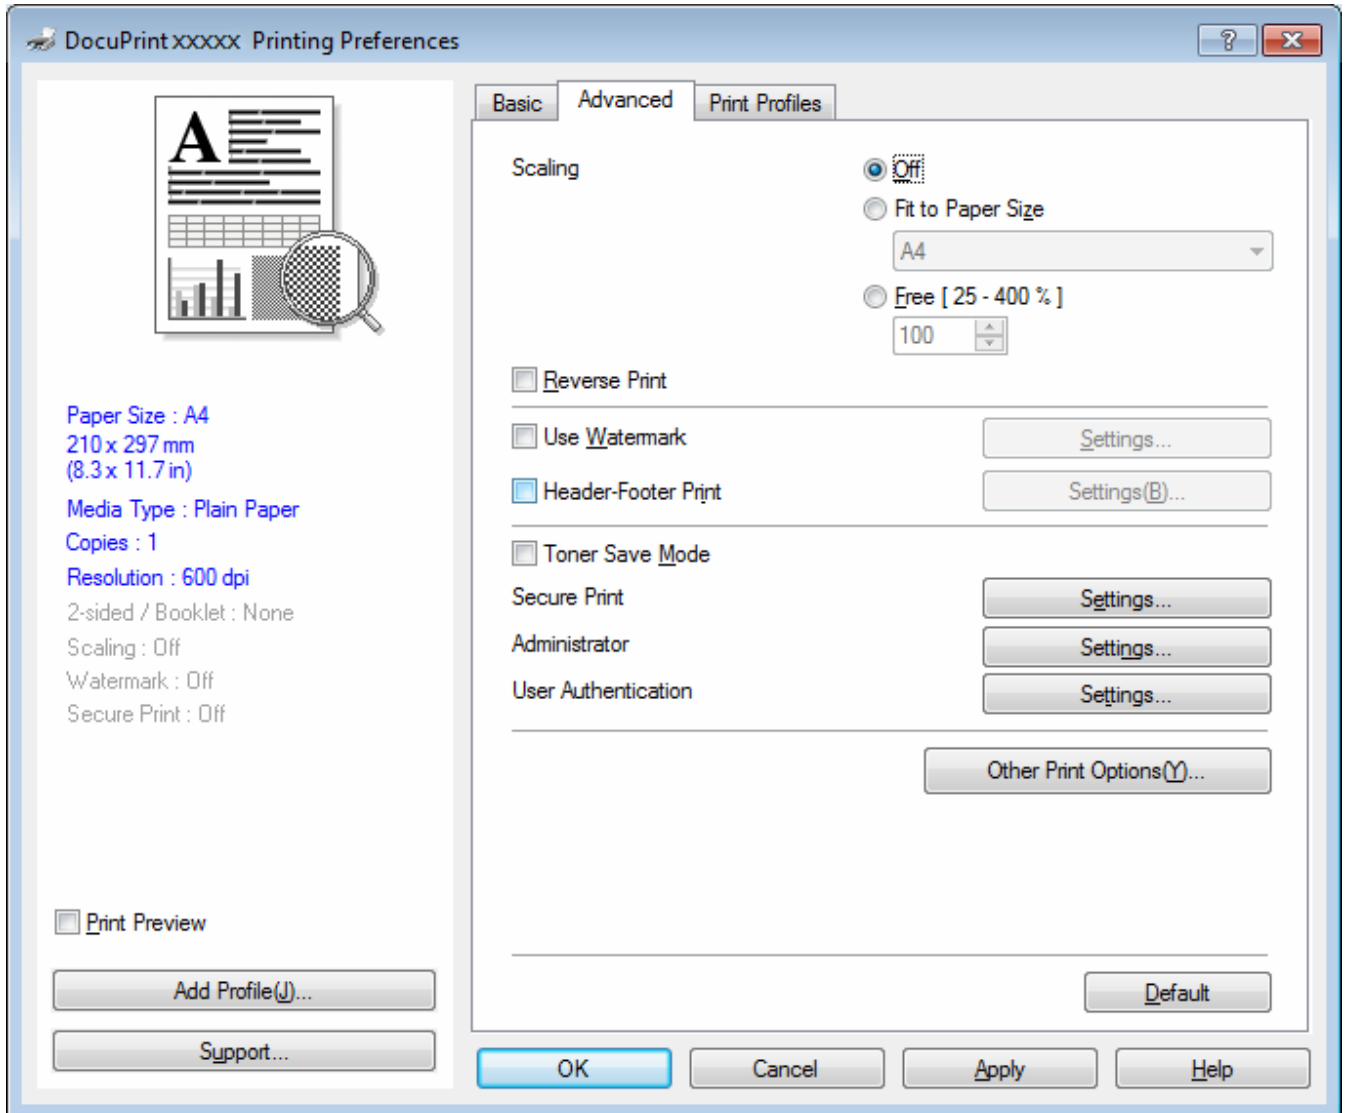 DocuPrint xxxxx Printing Preferences
?
A
Paper Size : A4
210 x 297 mm
(8.3 x 11.7 in)
Media Type : Plain Paper
Copies : 1
Resolution : 600 dpi
2-sided / Booklet : None
Scaling : Off
Watermark : Off
Secure Print : Off
Print Preview
Add Profile(J)...
Support...
Basic Advanced Print Profiles
Scaling Off
Fit to Paper Size
A4
Free [ 25 - 400 % ]
100
Reverse Print
Use Watermark Settings...
Header-Footer Print Settings(B)...
Toner Save Mode
Secure Print Settings...
Administrator Settings...
User Authentication Settings...
Other Print Options(Y)...
Default
OK Cancel Apply Help